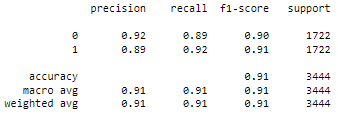 precision recall f1-score support
0 0.92 0.89 0.90 1722
1 0.89 0.92 0.91 1722
accuracy 0.91 3444
macro avg 0.91 0.91 0.91 3444
weighted avg 0.91 0.91 0.91 3444